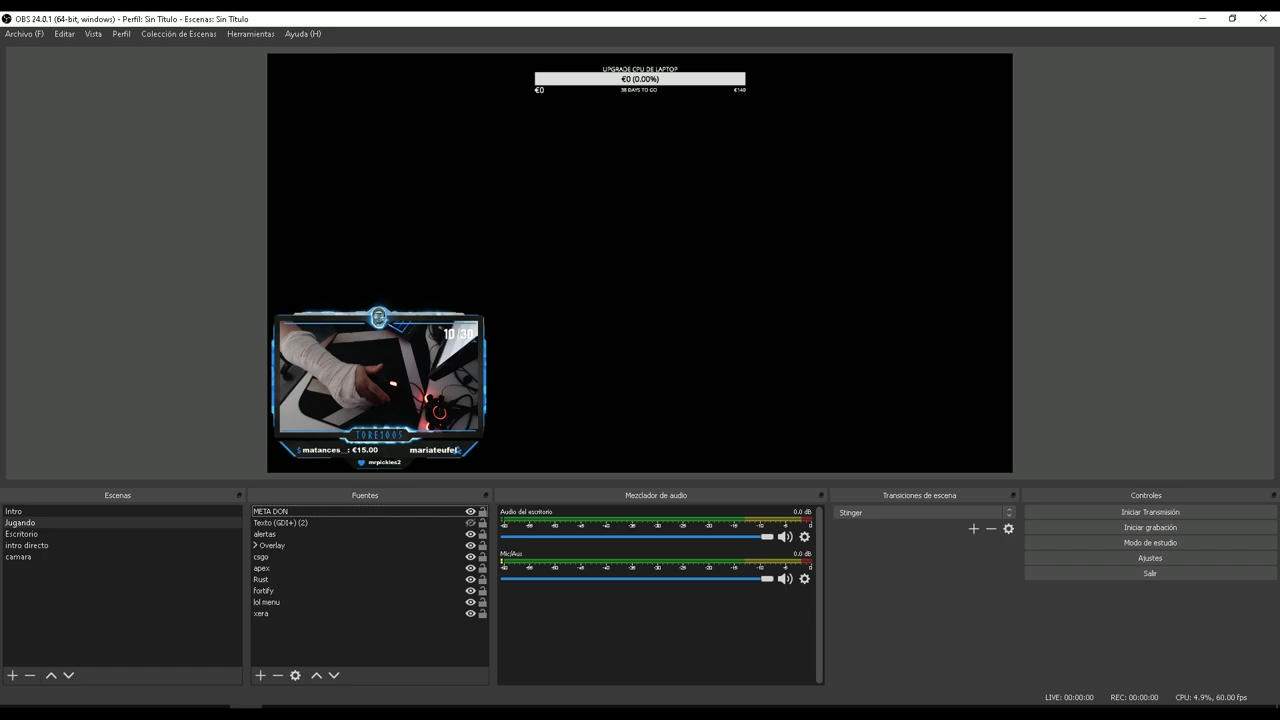 OBS 24.0.1 (64-bit, windows) - Perfil: Sin Título - Escenas: Sin Título
Archivo (F) Editar Vista Perfil Colección de Escenas Herramientas Ayuda (H)
UPGRADE CPU DE LAPTOP
€0 (0.00%)
€0 38 DAYS TO GO €140
10/30
TORE1005
matances_: €15.00 mariateufel
mrpickles2
Escenas Fuentes Mezclador de audio Transiciones de escena Controles
Intro
Jugando
Escritorio
intro directo
camara
META DON
Texto (GDI+) (2)
alertas
Overlay
csgo
apex
Rust
fortify
lol menu
xera
Audio del escritorio 0.0 dB
Mic/Aux 0.0 dB
Stinger
Iniciar Transmisión
Iniciar grabación
Modo de estudio
Ajustes
Salir
LIVE: 00:00:00 REC: 00:00:00 CPU: 4.9%, 60.00 fps